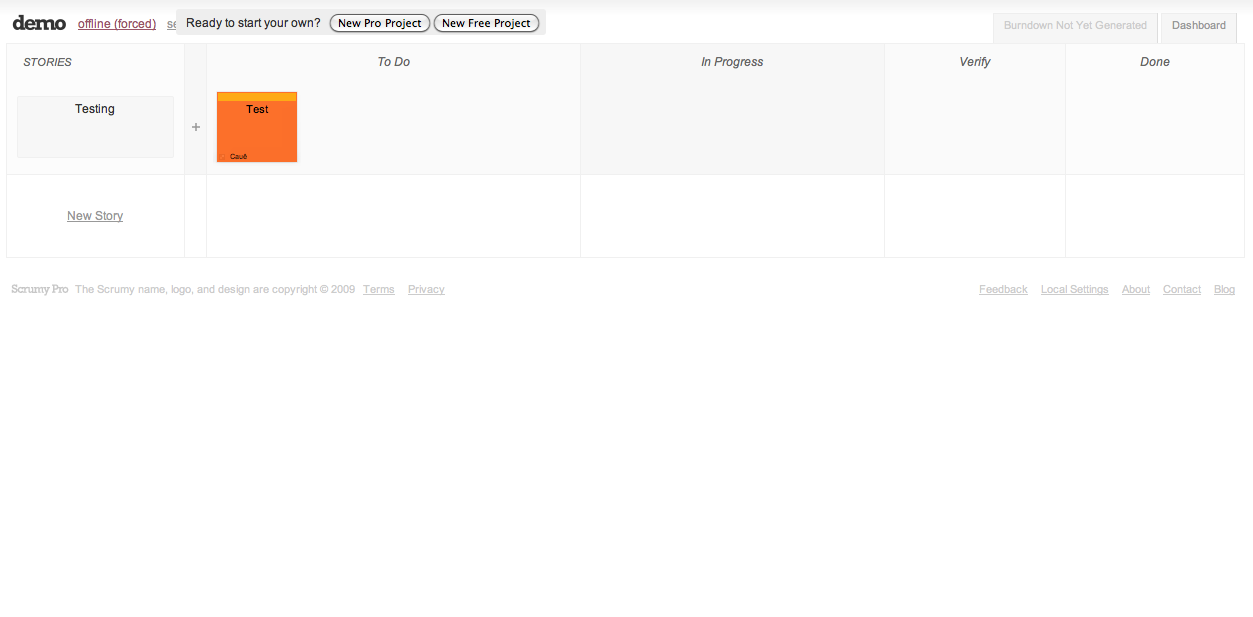 demo offline (forced) se Ready to start your own? New Pro Project New Free Project Burndown Not Yet Generated Dashboard
STORIES To Do In Progress Verify Done
Testing
+
Test
Cauê
New Story
Scrumy Pro The Scrumy name, logo, and design are copyright © 2009 Terms Privacy Feedback Local Settings About Contact Blog